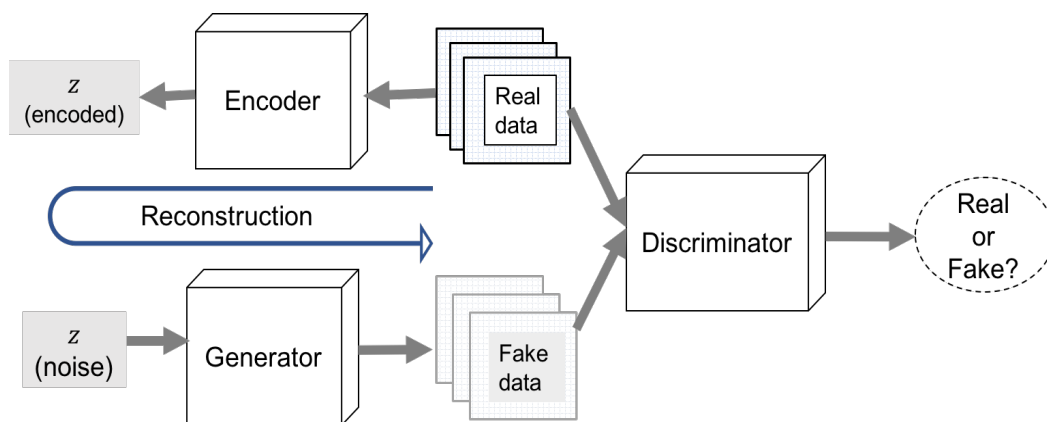 z
(encoded)
Encoder
Real
data
Reconstruction
Discriminator
Real
or
Fake?
z
(noise)
Generator
Fake
data